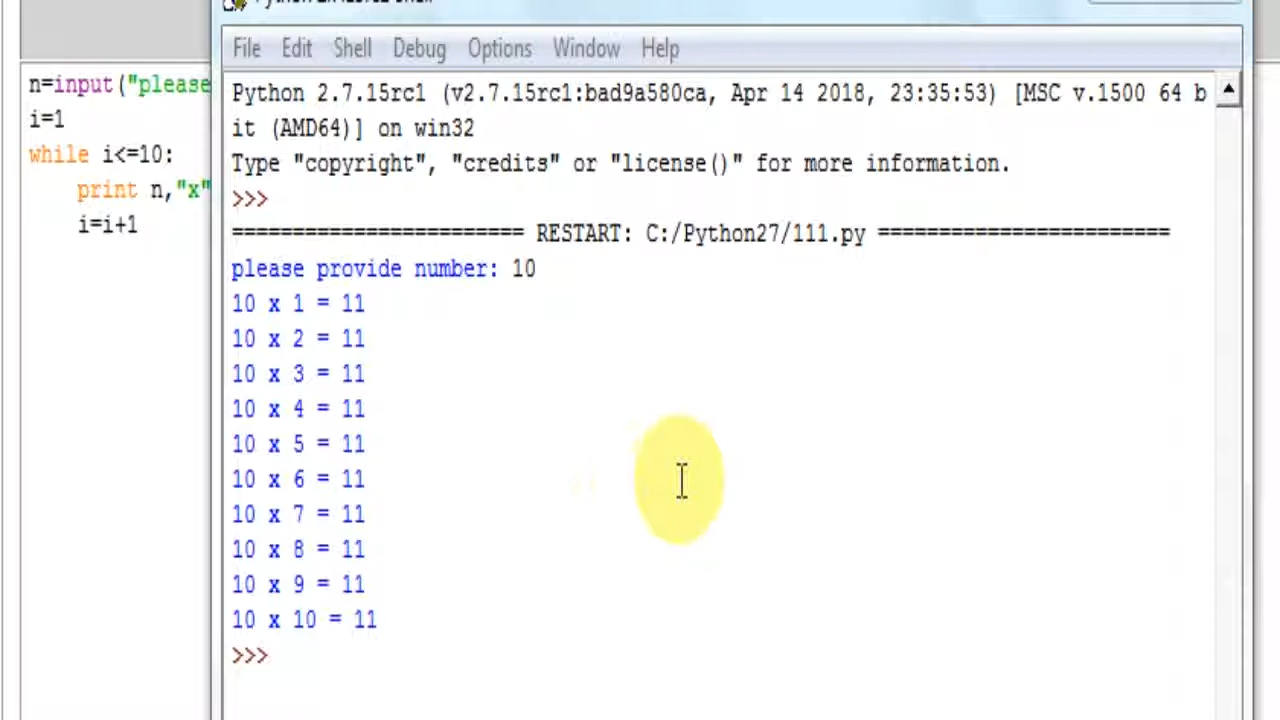 File Edit Shell Debug Options Window Help
n=input("please
i=1
while i<=10:
print n,"x"
i=i+1
Python 2.7.15rc1 (v2.7.15rc1:bad9a580ca, Apr 14 2018, 23:35:53) [MSC v.1500 64 b
it (AMD64)] on win32
Type "copyright", "credits" or "license()" for more information.
>>>
======================== RESTART: C:/Python27/111.py ========================
please provide number: 10
10 x 1 = 11
10 x 2 = 11
10 x 3 = 11
10 x 4 = 11
10 x 5 = 11
10 x 6 = 11
10 x 7 = 11
10 x 8 = 11
10 x 9 = 11
10 x 10 = 11
>>>